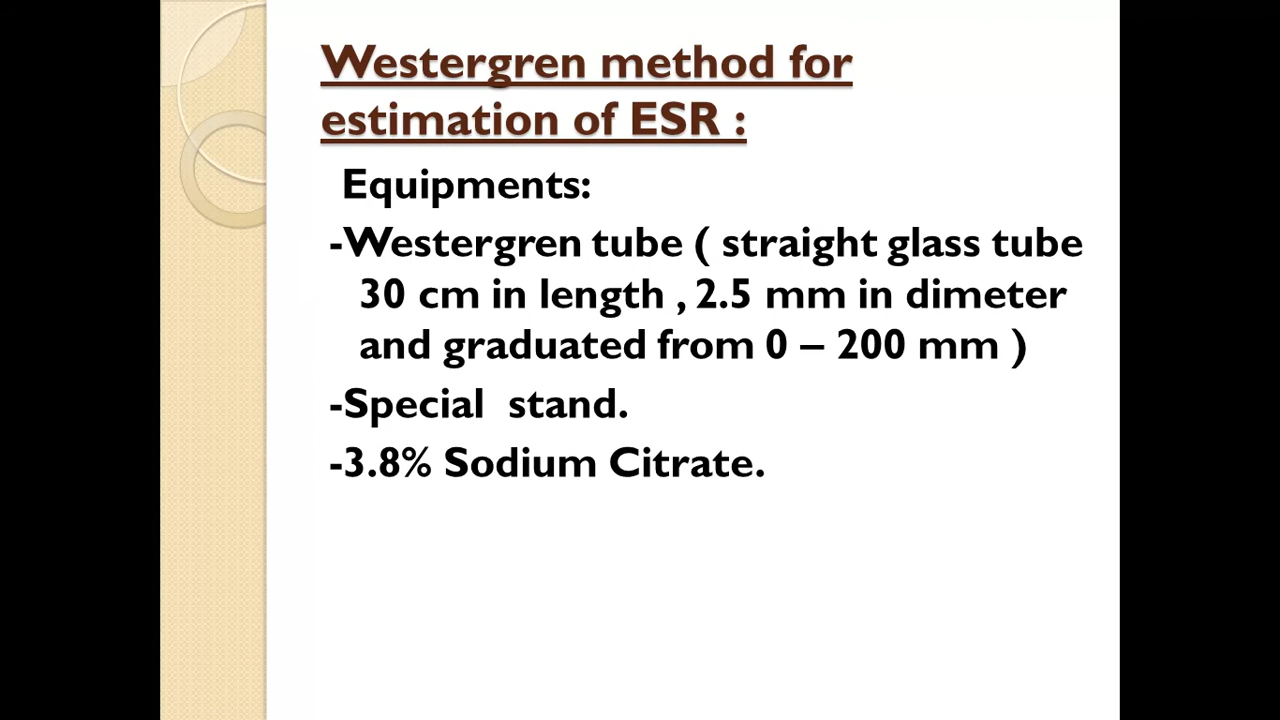 Westergren method for
estimation of ESR :
Equipments:
-Westergren tube ( straight glass tube
30 cm in length , 2.5 mm in dimeter
and graduated from 0 – 200 mm )
-Special stand.
-3.8% Sodium Citrate.